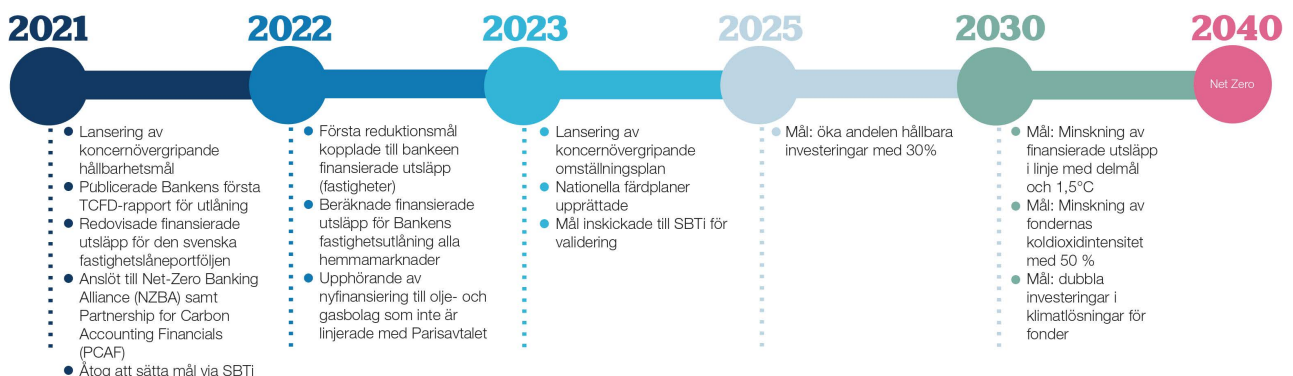 2021
Lansering av
koncernövergripande
hållbarhetsmål
Publicerade Bankens första
TCFD-rapport för utlåning
Redovisade finansierade
utsläpp för den svenska
fastighetslåneportföljen
Anslöt till Net-Zero Banking
Alliance (NZBA) samt
Partnership for Carbon
Accounting Financials
(PCAF)
Åtog att sätta mål via SBTi
2022
Första reduktionsmål
kopplade till bankeen
finansierade utsläpp
(fastigheter)
Beräknade finansierade
utsläpp för Bankens
fastighetsutlåning alla
hemmamarknader
Upphörande av
nyfinansiering till olje- och
gasbolag som inte är
linjerade med Parisavtalet
2023
Lansering av
koncernövergripande
omställningsplan
Nationella färdplaner
upprättade
Mål inskickade till SBTi för
validering
2025
Mål: öka andelen hållbara
investeringar med 30%
2030
Mål: Minskning av
finansierade utsläpp
i linje med delmål
och 1,5°C
Mål: Minskning av
fondernas
koldioxidintensitet
med 50 %
Mål: dubbla
investeringar i
klimatlösningar för
fonder
2040
Net Zero